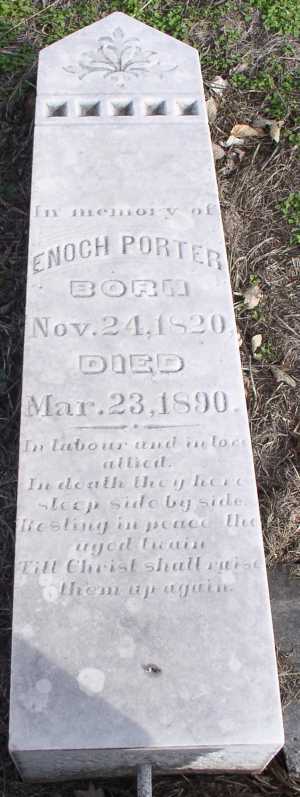 In memory of
ENOCH PORTER
BORN
Nov. 24, 1820.
DIED
Mar. 23, 1890.
In labour and in love
allied.
In death they here
sleep side by side.
Resting in peace the
aged twain
Till Christ shall raise
them up again.